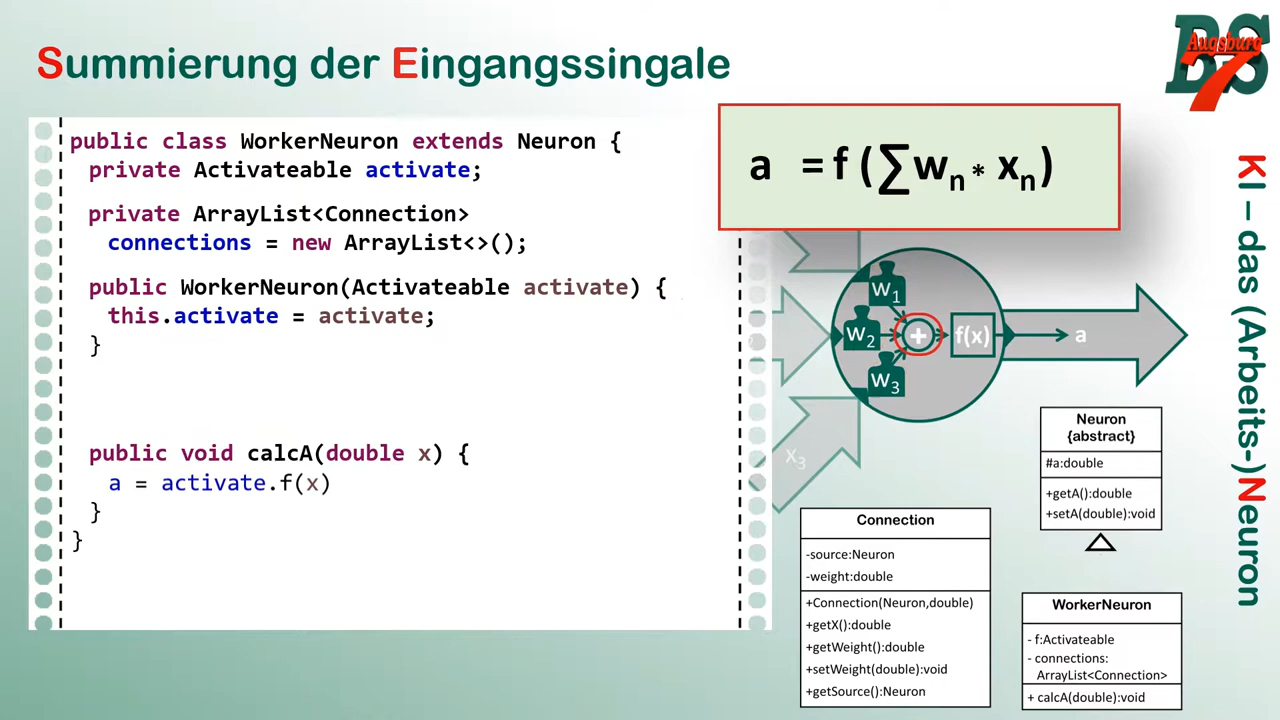 Summierung der Eingangssingale
BS
Augsburg
7
public class WorkerNeuron extends Neuron {
private Activateable activate;
private ArrayList<Connection>
connections = new ArrayList<>();
public WorkerNeuron(Activateable activate) {
this.activate = activate;
}
public void calcA(double x) {
a = activate.f(x)
}
}
a = f (∑wn* xn)
w1
w2
w3
+
f(x)
a
x3
KI – das (Arbeits-)Neuron
Neuron
{abstract}
#a:double
+getA():double
+setA(double):void
Connection
-source:Neuron
-weight:double
+Connection(Neuron,double)
+getX():double
+getWeight():double
+setWeight(double):void
+getSource():Neuron
WorkerNeuron
- f:Activateable
- connections:
ArrayList<Connection>
+ calcA(double):void